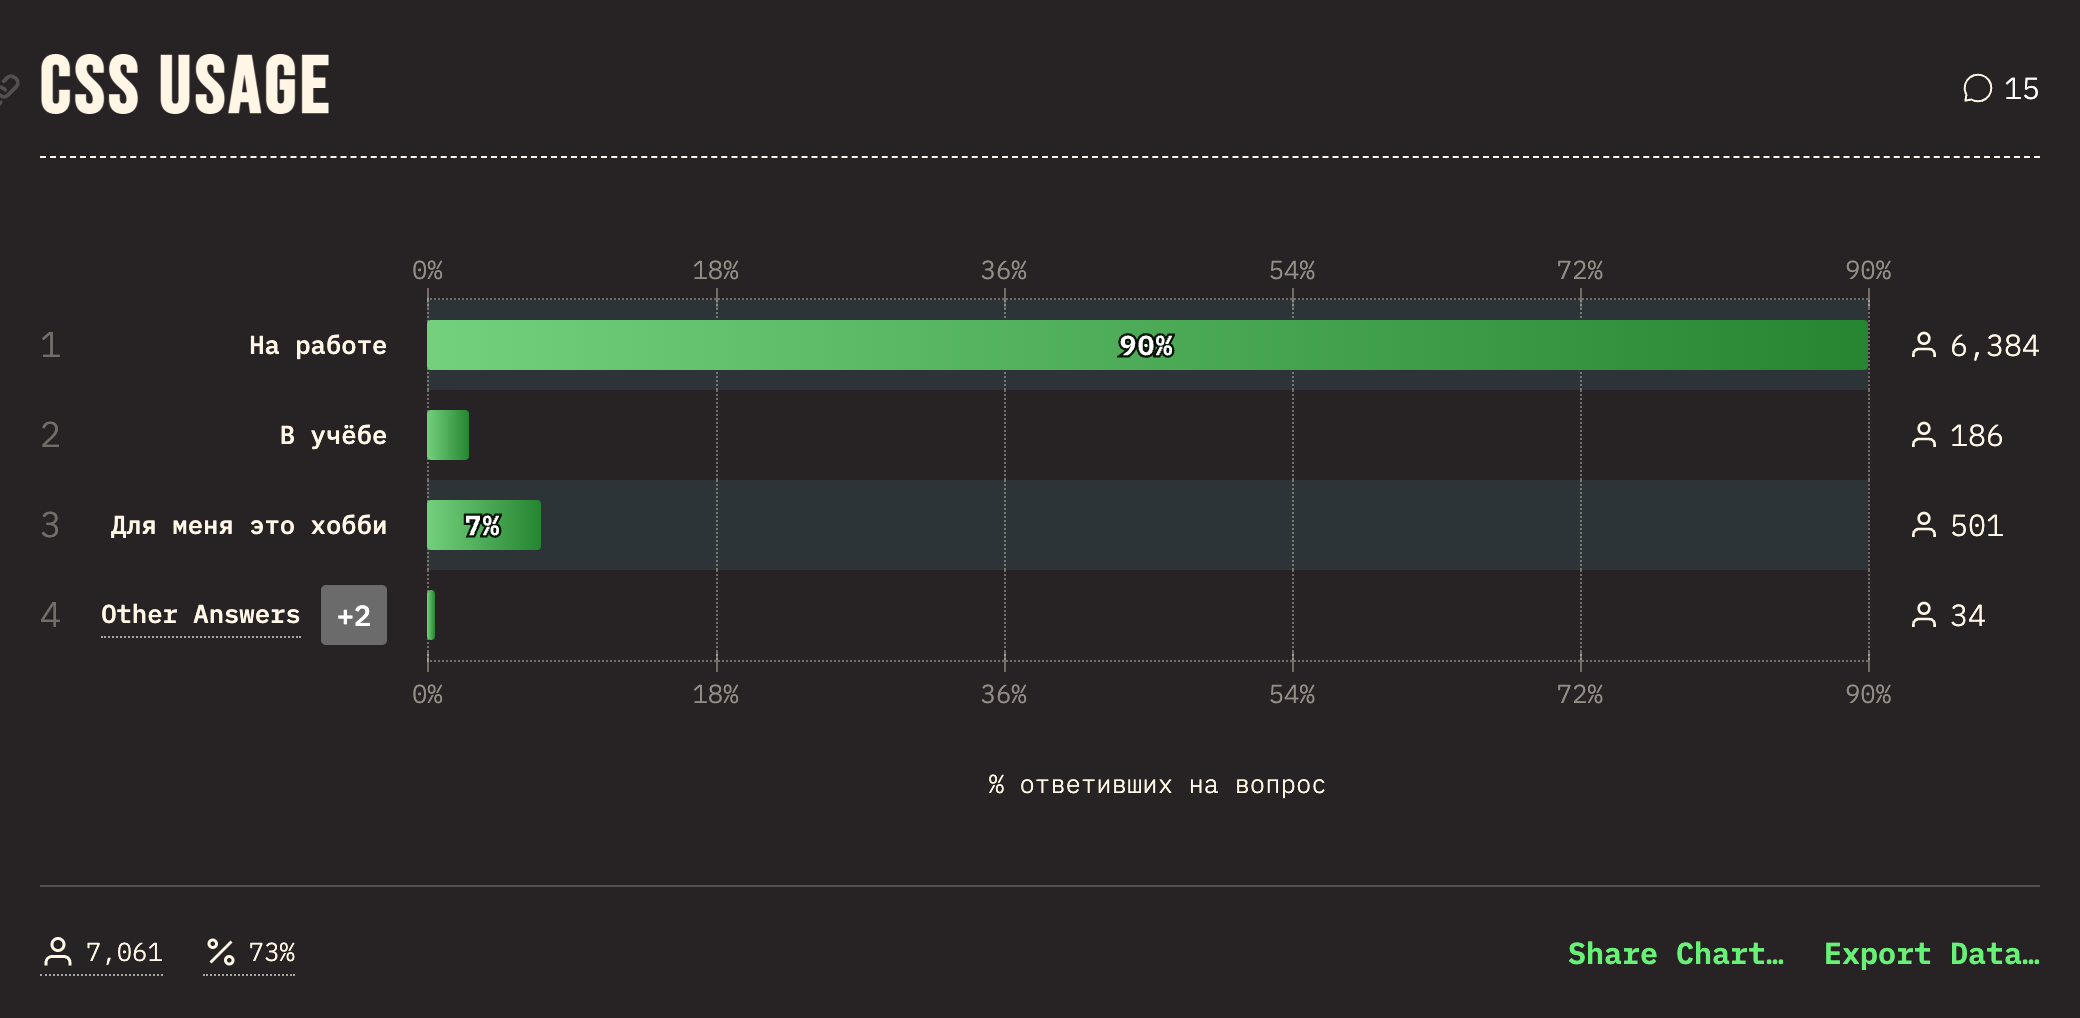 CSS USAGE
15
0% 18% 36% 54% 72% 90%
1 На работе 90% 6,384
2 В учёбе 186
3 Для меня это хобби 7% 501
4 Other Answers +2 34
0% 18% 36% 54% 72% 90%
% ответивших на вопрос
7,061 73% Share Chart… Export Data…